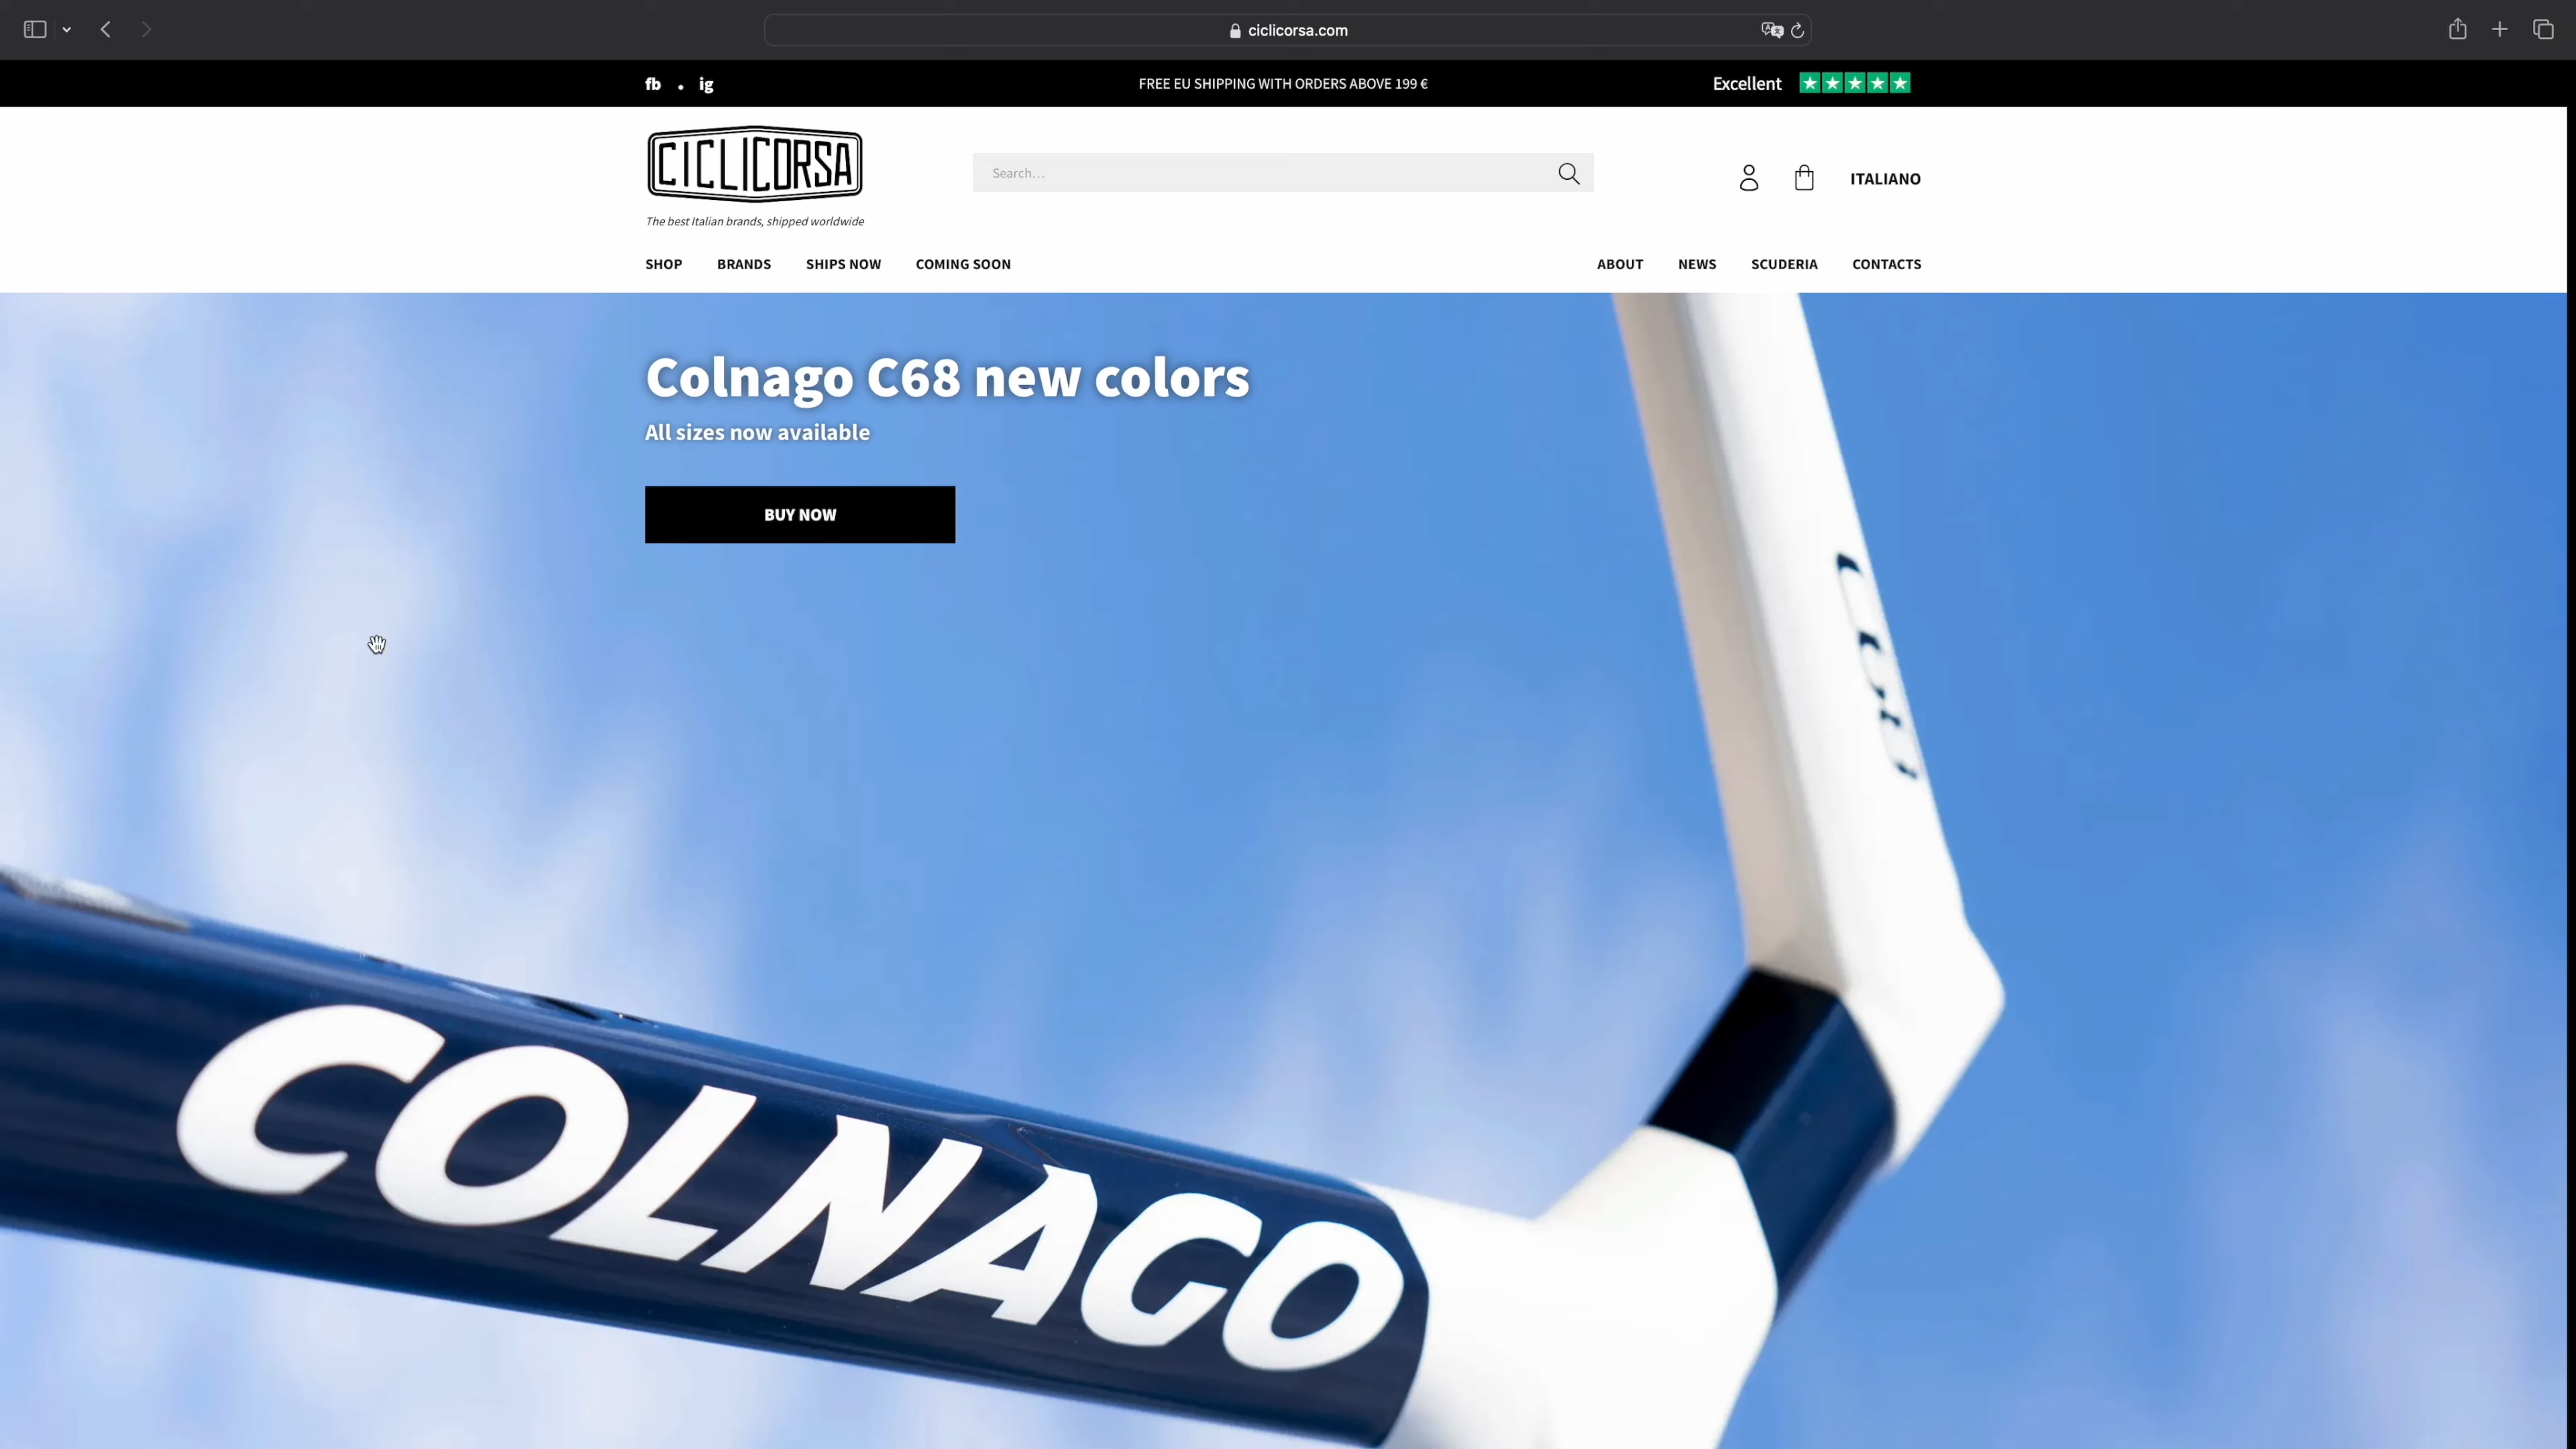 ciclicorsa.com
fb . ig
FREE EU SHIPPING WITH ORDERS ABOVE 199 €
Excellent
CICLICORSA
Search...
ITALIANO
The best Italian brands, shipped worldwide
SHOP BRANDS SHIPS NOW COMING SOON ABOUT NEWS SCUDERIA CONTACTS
Colnago C68 new colors
All sizes now available
BUY NOW
COLNAGO